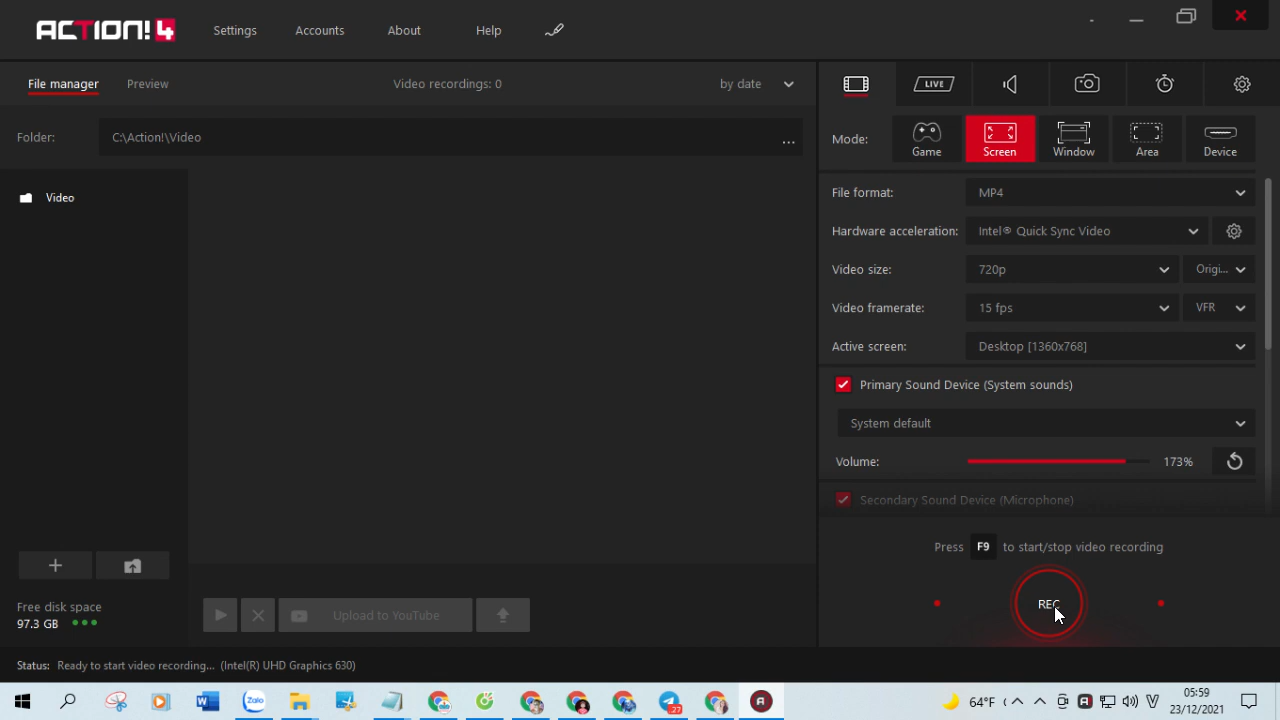 ACTION! 4
Settings
Accounts
About
Help
File manager
Preview
Video recordings: 0
by date
LIVE
Folder:
C:\Action!\Video
...
Mode:
Game
Screen
Window
Area
Device
Video
File format:
MP4
Hardware acceleration:
Intel® Quick Sync Video
Video size:
720p
Origi...
Video framerate:
15 fps
VFR
Active screen:
Desktop [1360x768]
Primary Sound Device (System sounds)
System default
Volume:
173%
Secondary Sound Device (Microphone)
Press F9 to start/stop video recording
REC
Upload to YouTube
Free disk space
97.3 GB
Status: Ready to start video recording... (Intel(R) UHD Graphics 630)
W
Zalo
27
64°F
V
05:59
23/12/2021